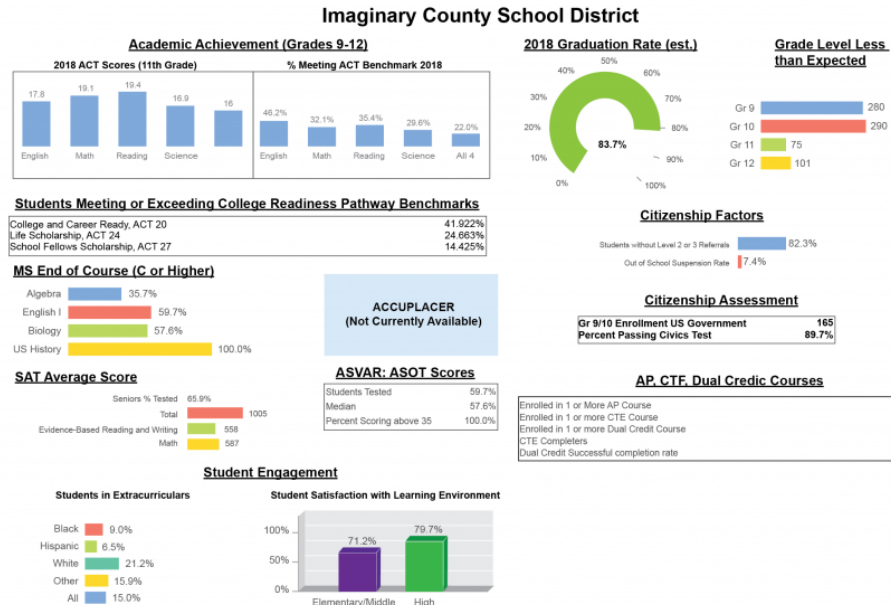 Imaginary County School District
Academic Achievement (Grades 9-12)
2018 ACT Scores (11th Grade)
17.8
19.1
19.4
16.9
16
English
Math
Reading
Science
% Meeting ACT Benchmark 2018
46.2%
32.1%
35.4%
29.6%
22.0%
English
Math
Reading
Science
All 4
2018 Graduation Rate (est.)
0%
10%
20%
30%
40%
50%
60%
70%
70%
80%
90%
100%
83.7%
Grade Level Less
than Expected
Gr 9 280
Gr 10 290
Gr 11 75
Gr 12 101
Students Meeting or Exceeding College Readiness Pathway Benchmarks
College and Career Ready, ACT 20 41.922%
Life Scholarship, ACT 24 24.663%
School Fellows Scholarship, ACT 27 14.425%
Citizenship Factors
Students without Level 2 or 3 Referrals 82.3%
Out of School Suspension Rate 7.4%
MS End of Course (C or Higher)
Algebra 35.7%
English I 59.7%
Biology 57.6%
US History 100.0%
ACCUPLACER
(Not Currently Available)
Citizenship Assessment
Gr 9/10 Enrollment US Government 165
Percent Passing Civics Test 89.7%
SAT Average Score
Seniors % Tested 65.9%
Total 1005
Evidence-Based Reading and Writing 558
Math 587
ASVAR: ASOT Scores
Students Tested 59.7%
Median 57.6%
Percent Scoring above 35 100.0%
AP, CTF, Dual Credic Courses
Enrolled in 1 or More AP Course
Enrolled in 1 or more CTE Course
Enrolled in 1 or more Dual Credit Course
CTE Completers
Dual Credit Successful completion rate
Student Engagement
Students in Extracurriculars
Black 9.0%
Hispanic 6.5%
White 21.2%
Other 15.9%
All 15.0%
Student Satisfaction with Learning Environment
100%
50%
0%
71.2%
79.7%
Elementary/Middle
High